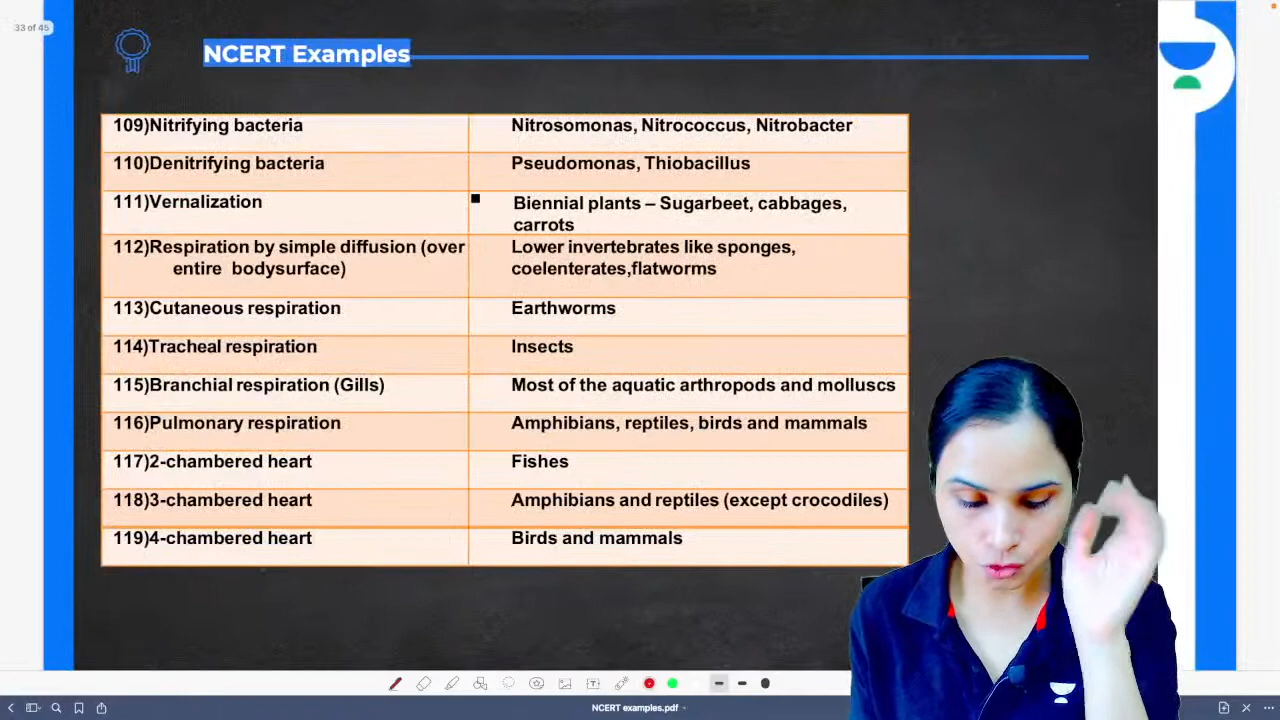 33 of 45
NCERT Examples
109)Nitrifying bacteria
Nitrosomonas, Nitrococcus, Nitrobacter
110)Denitrifying bacteria
Pseudomonas, Thiobacillus
111)Vernalization
Biennial plants – Sugarbeet, cabbages,
carrots
112)Respiration by simple diffusion (over
entire bodysurface)
Lower invertebrates like sponges,
coelenterates,flatworms
113)Cutaneous respiration
Earthworms
114)Tracheal respiration
Insects
115)Branchial respiration (Gills)
Most of the aquatic arthropods and molluscs
116)Pulmonary respiration
Amphibians, reptiles, birds and mammals
117)2-chambered heart
Fishes
118)3-chambered heart
Amphibians and reptiles (except crocodiles)
119)4-chambered heart
Birds and mammals
NCERT examples.pdf